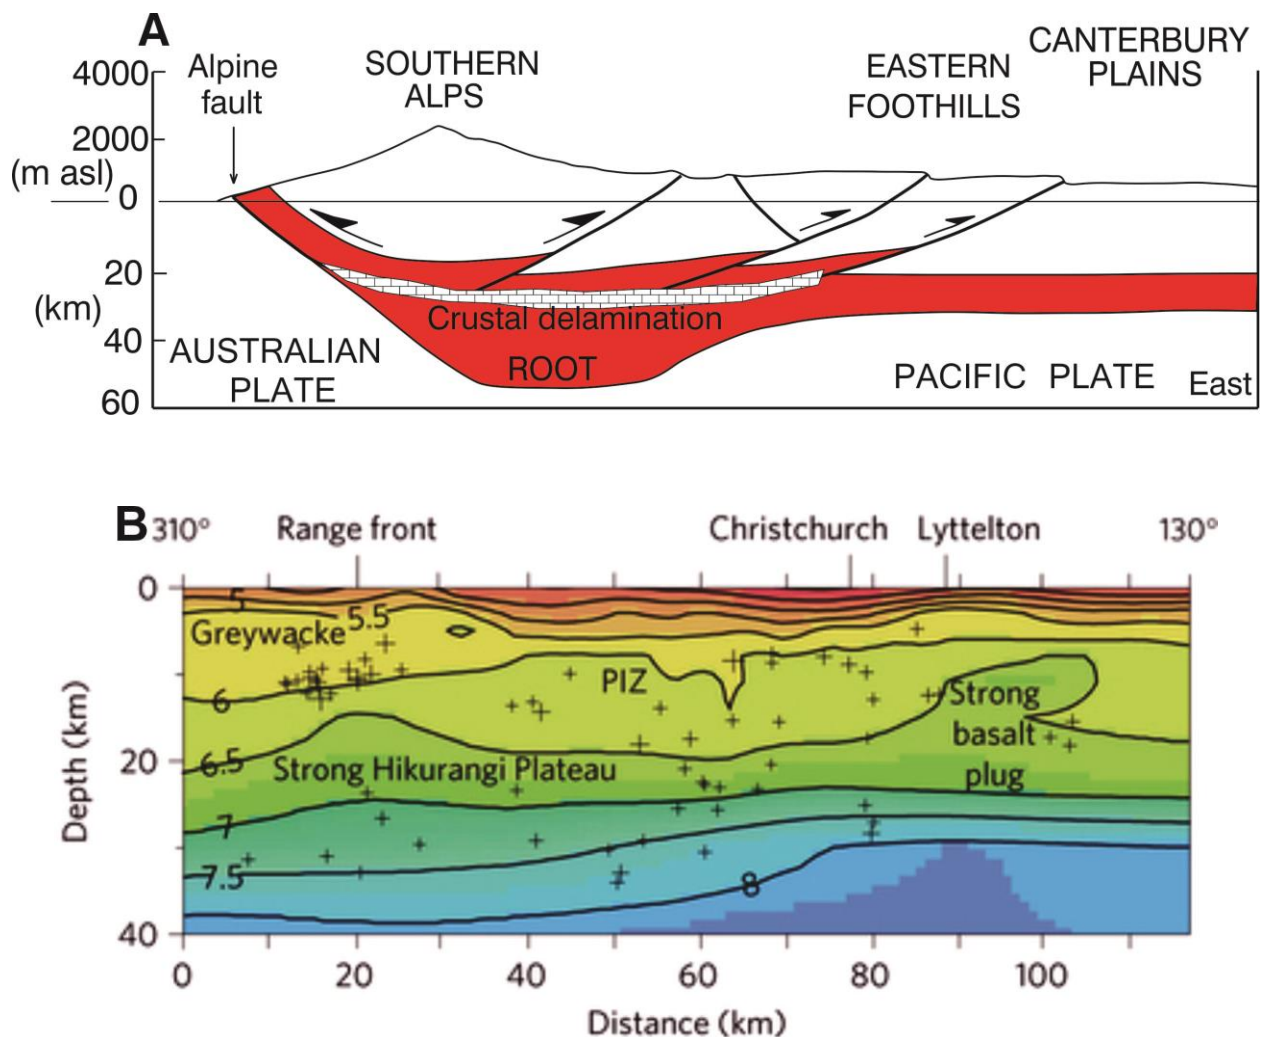 A
Alpine
fault
SOUTHERN
ALPS
EASTERN
FOOTHILLS
CANTERBURY
PLAINS
4000
2000
(m asl)
0
20
(km)
40
60
Crustal delamination
ROOT
AUSTRALIAN
PLATE
PACIFIC PLATE
East
B
310° Range front Christchurch Lyttelton 130°
0
5
5.5
Greywacke
PIZ
6
Strong
basalt
plug
20
6.5
Strong Hikurangi Plateau
7
7.5
8
40
Depth (km)
0 20 40 60 80 100
Distance (km)